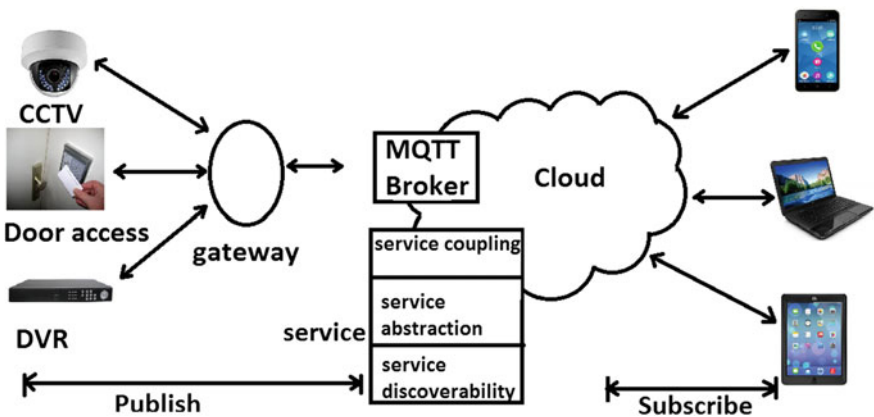 CCTV
Door access
DVR
gateway
MQTT
Broker
Cloud
service
service coupling
service
abstraction
service
discoverability
Publish
Subscribe